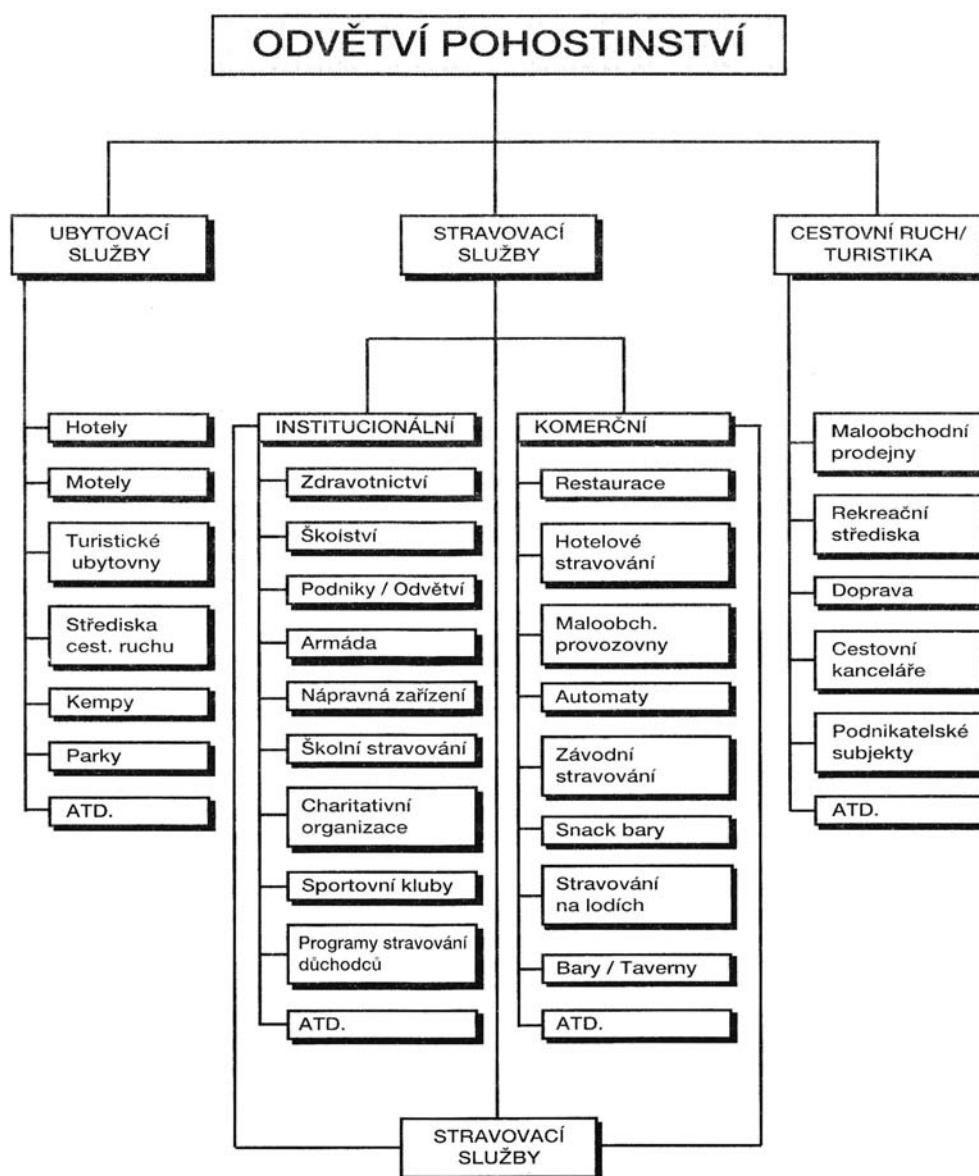 ODVĚTVÍ POHOSTINSTVÍ
UBYTOVACÍ
SLUŽBY
STRAVOVACÍ
SLUŽBY
CESTOVNÍ RUCH/
TURISTIKA
Hotely
Motely
Turistické
ubytovny
Střediska
cest. ruchu
Kempy
Parky
ATD.
INSTITUCIONÁLNÍ
Zdravotnictví
Školství
Podniky / Odvětví
Armáda
Nápravná zařízení
Školní stravování
Charitativní
organizace
Sportovní kluby
Programy stravování
důchodců
ATD.
KOMERČNÍ
Restaurace
Hotelové
stravování
Maloobch.
provozovny
Automaty
Závodní
stravování
Snack bary
Stravování
na lodích
Bary / Taverny
ATD.
Maloobchodní
prodejny
Rekreační
střediska
Doprava
Cestovní
kanceláře
Podnikatelské
subjekty
ATD.
STRAVOVACÍ
SLUŽBY